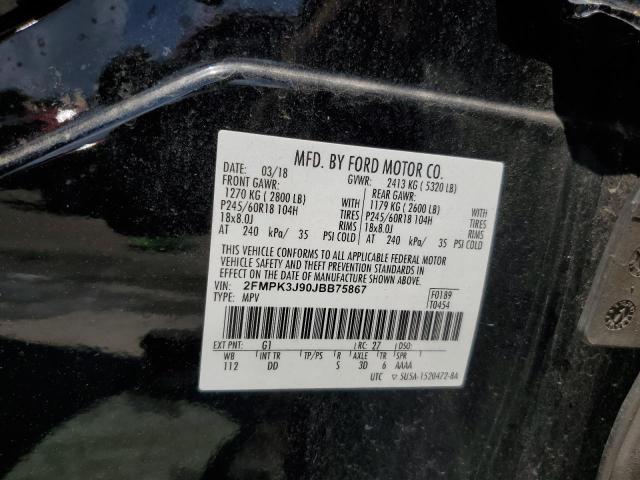 MFD. BY FORD MOTOR CO.
DATE: 03/18 GVWR: 2413 KG ( 5320 LB)
FRONT GAWR: REAR GAWR:
1270 KG ( 2800 LB) WITH 1179 KG ( 2600 LB) WITH
P245/60R18 104H TIRES P245/60R18 104H TIRES
18x8.0J RIMS 18x8.0J RIMS
AT 240 kPa/ 35 PSI COLD AT 240 kPa/ 35 PSI COLD
THIS VEHICLE CONFORMS TO ALL APPLICABLE FEDERAL MOTOR
VEHICLE SAFETY AND THEFT PREVENTION STANDARDS IN
EFFECT ON THE DATE OF MANUFACTURE SHOWN ABOVE.
VIN: 2FMPK3J90JBB75867 F0189
TYPE: MPV T0454
EXT PNT: G1 RC: 27 DSO:
WB INT TR TP/PS R AXLE TR SPR
112 DD S 3D 6 AAAA
UTC ▽ SU5A-1520472-8A